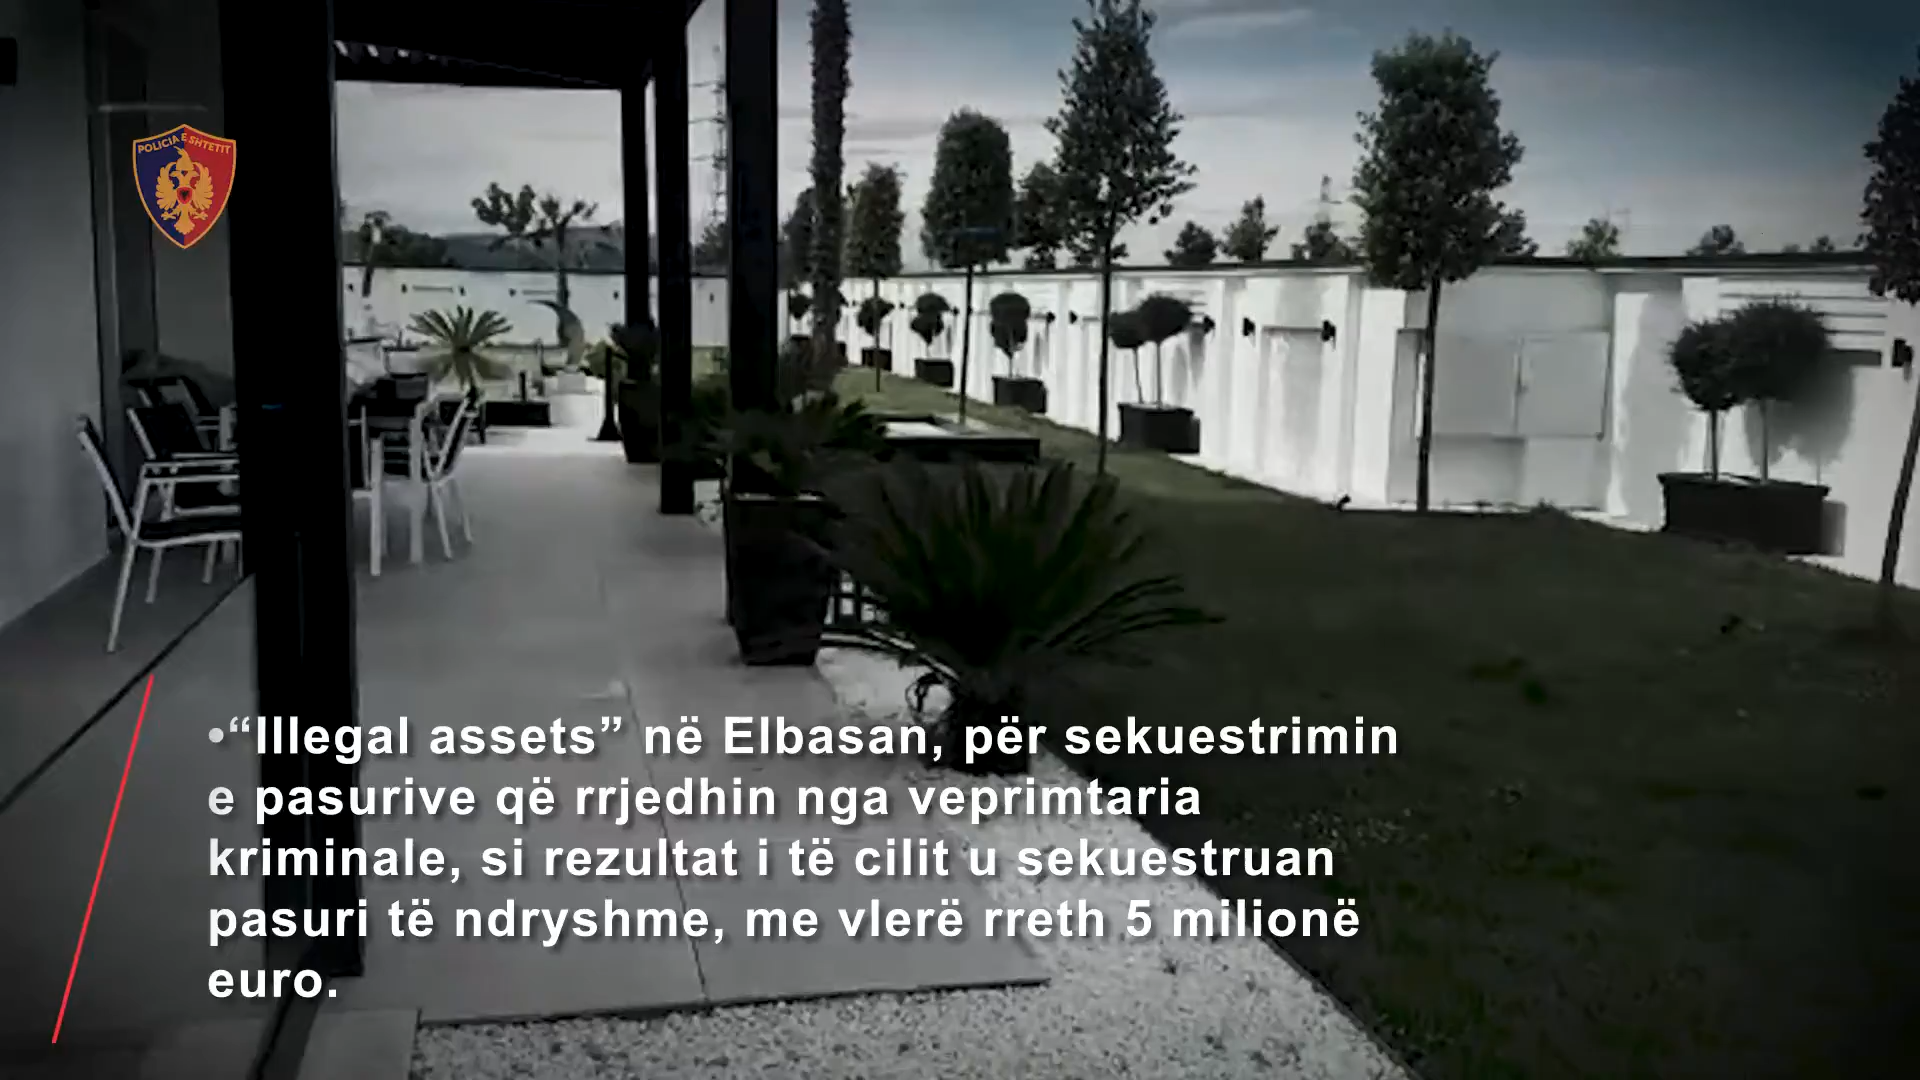 POLICIA E SHTETIT
•“Illegal assets” në Elbasan, për sekuestrimin
e pasurive që rrjedhin nga veprimtaria
kriminale, si rezultat i të cilit u sekuestruan
pasuri të ndryshme, me vlerë rreth 5 milionë
euro.